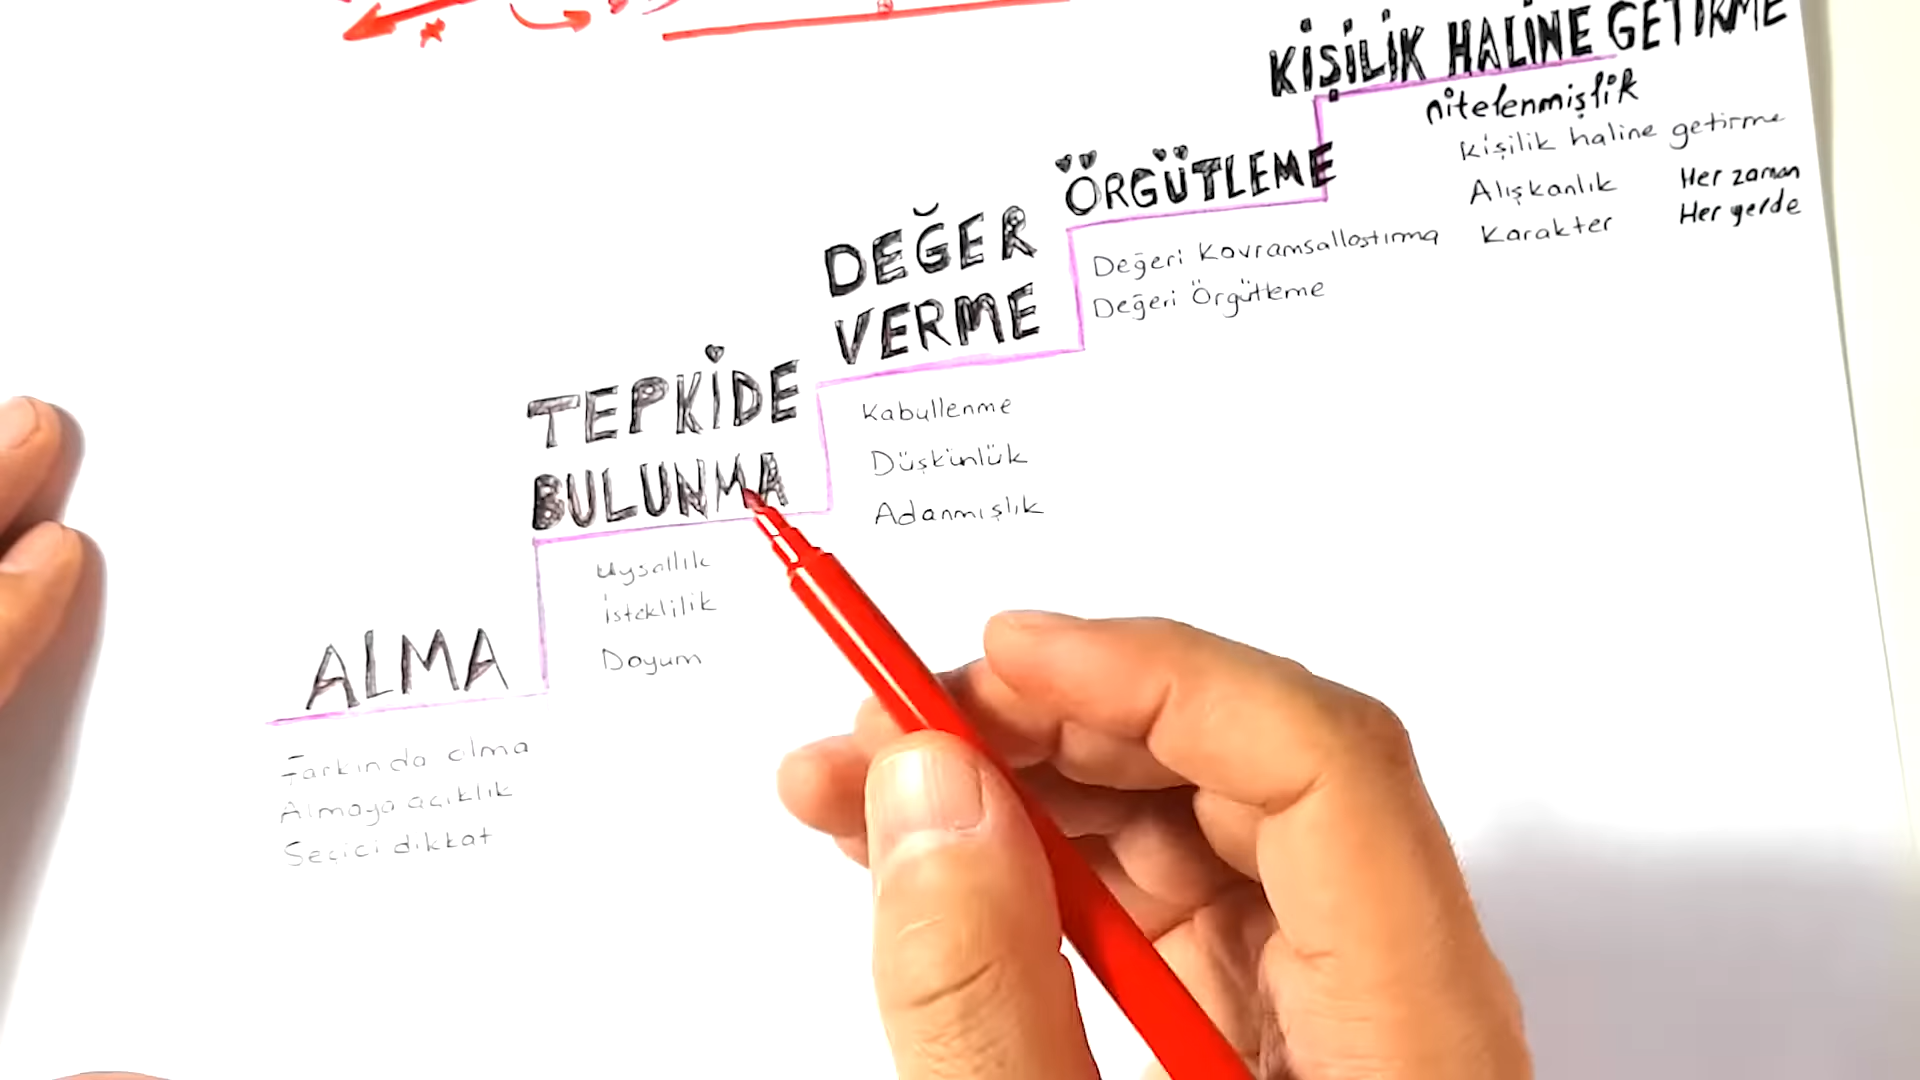 KİŞİLİK HALİNE GETİRME
nitelenmişlik
Kişilik haline getirme
Alışkanlık
Karakter
Her zaman
Her yerde
ÖRGÜTLEME
Değeri Kavramsallaştırma
Değeri Örgütleme
DEĞER
VERME
Kabullenme
Düşkünlük
Adanmışlık
TEPKİDE
BULUNMA
Uysallık
İsteklilik
Doyum
ALMA
Farkında olma
Almaya açıklık
Seçici dikkat